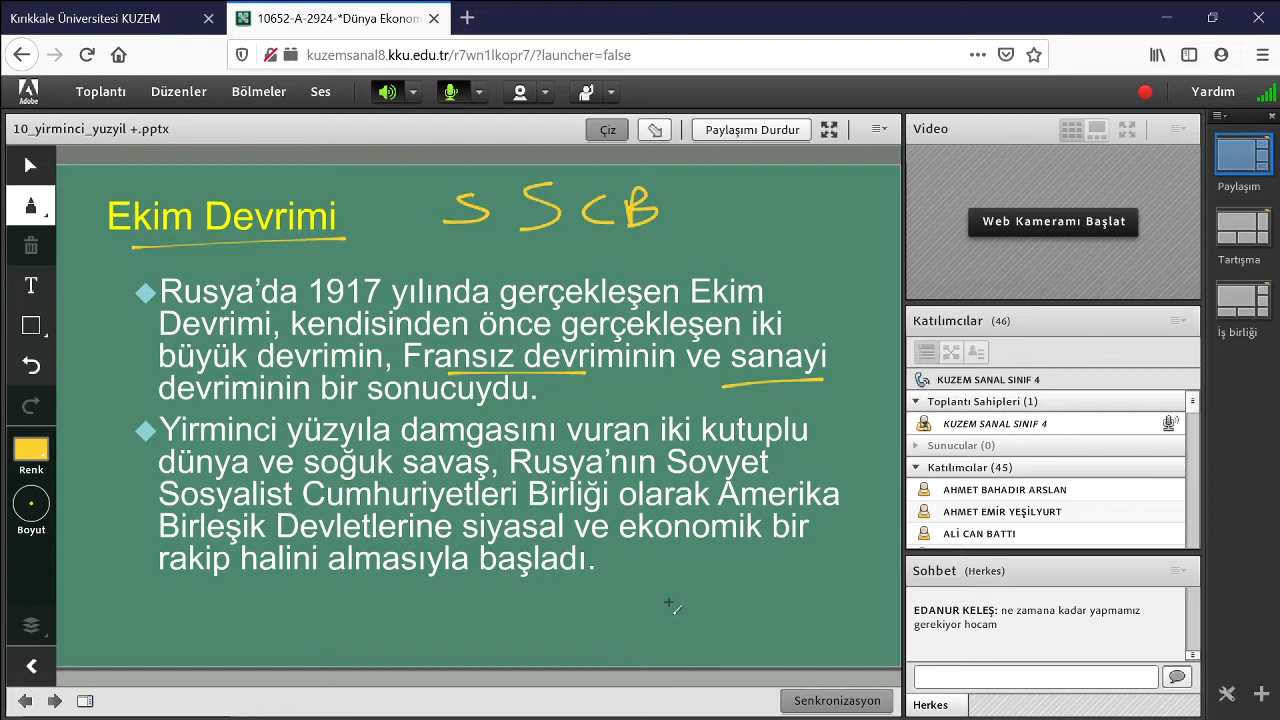 Kırıkkale Üniversitesi KUZEM
10652-A-2924-*Dünya Ekonom
kuzemsanal8.kku.edu.tr/r7wn1lkopr7/?launcher=false
Adobe
Toplantı
Düzenler
Bölmeler
Ses
Yardım
10_yirminci_yuzyil +.pptx
Çiz
Paylaşımı Durdur
Ekim Devrimi
S S C B
Rusya’da 1917 yılında gerçekleşen Ekim
Devrimi, kendisinden önce gerçekleşen iki
büyük devrimin, Fransız devriminin ve sanayi
devriminin bir sonucuydu.
Yirminci yüzyıla damgasını vuran iki kutuplu
dünya ve soğuk savaş, Rusya’nın Sovyet
Sosyalist Cumhuriyetleri Birliği olarak Amerika
Birleşik Devletlerine siyasal ve ekonomik bir
rakip halini almasıyla başladı.
T
Renk
Boyut
Senkronizasyon
Video
Web Kameramı Başlat
Katılımcılar (46)
KUZEM SANAL SINIF 4
Toplantı Sahipleri (1)
KUZEM SANAL SINIF 4
Sunucular (0)
Katılımcılar (45)
AHMET BAHADIR ARSLAN
AHMET EMİR YEŞİLYURT
ALİ CAN BATTI
Sohbet (Herkes)
EDANUR KELEŞ: ne zamana kadar yapmamız
gerekiyor hocam
Herkes
Paylaşım
Tartışma
İş birliği